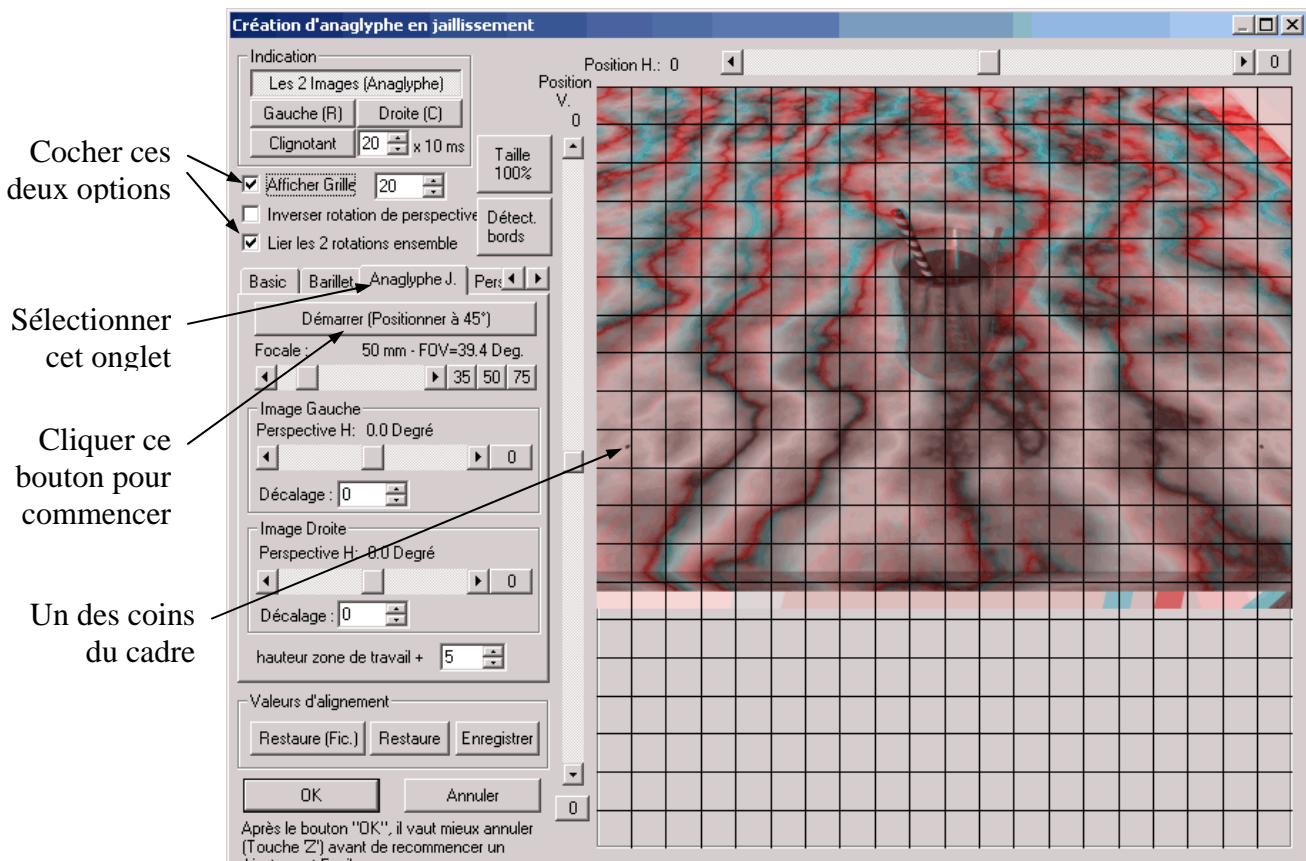 Création d'anaglyphe en jaillissement
Indication
Les 2 Images (Anaglyphe)
Gauche (R) Droite (C)
Clignotant 20 x 10 ms
Position H.: 0
0
Position
V.
0
Taille
100%
Cocher ces
deux options
Afficher Grille 20
Inverser rotation de perspective
Lier les 2 rotations ensemble
Détect.
bords
Basic Barillet Anaglyphe J. Pers
Sélectionner
cet onglet
Démarrer (Positionner à 45°)
Focale : 50 mm - FOV=39.4 Deg.
35 50 75
Cliquer ce
bouton pour
commencer
Image Gauche
Perspective H: 0.0 Degré
0
Décalage : 0
Image Droite
Perspective H: 0.0 Degré
0
Décalage : 0
Un des coins
du cadre
hauteur zone de travail + 5
Valeurs d'alignement
Restaure (Fic.) Restaure Enregistrer
OK Annuler
0
Après le bouton "OK", il vaut mieux annuler
(Touche 'Z') avant de recommencer un